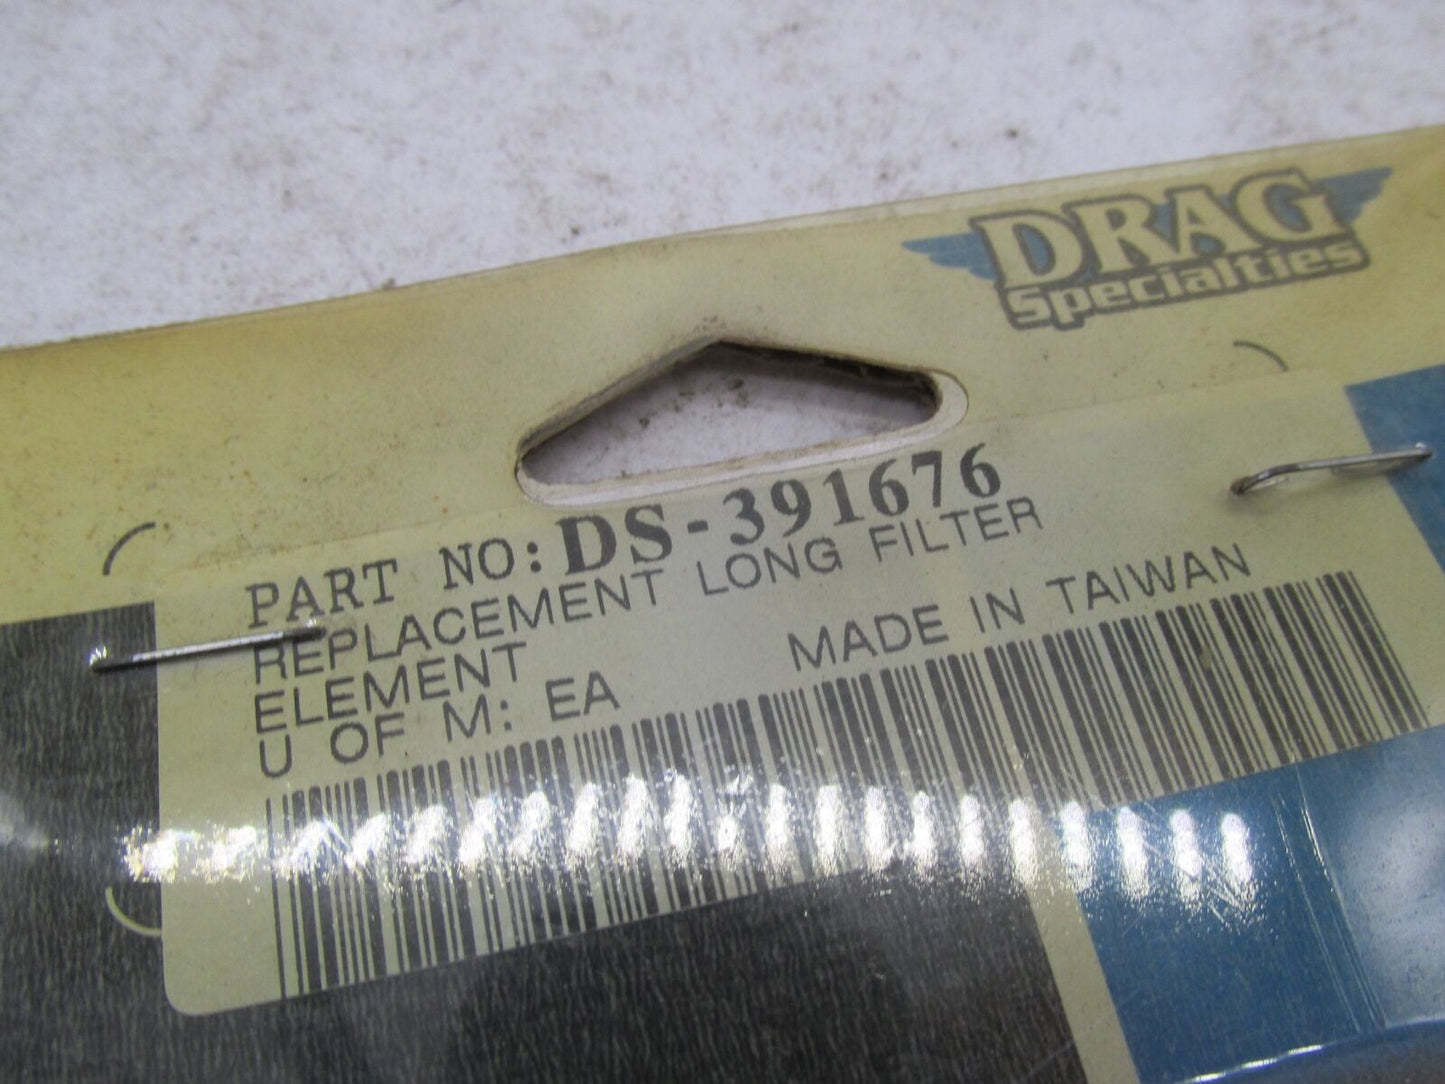 DRAG
Specialties
PART NO: DS-391676
REPLACEMENT LONG FILTER
ELEMENT
U OF M: EA MADE IN TAIWAN